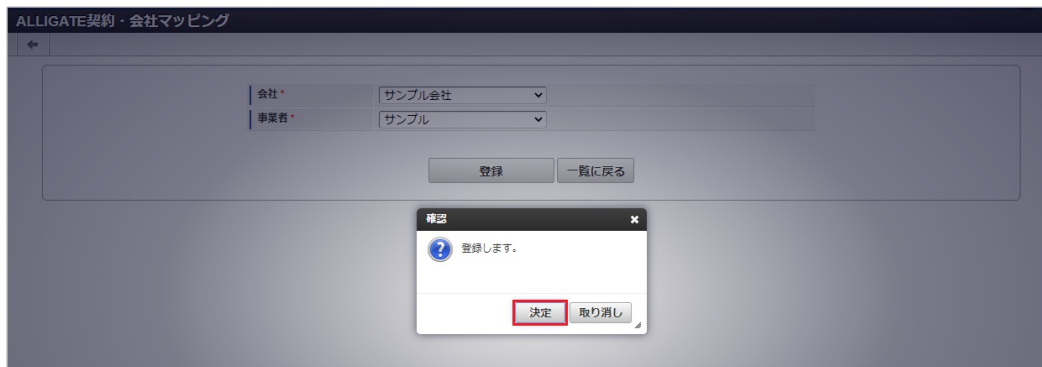 ALLIGATE契約・会社マッピング
会社*
サンプル会社
事業者*
サンプル
登録
一覧に戻る
確認
登録します。
決定
取り消し